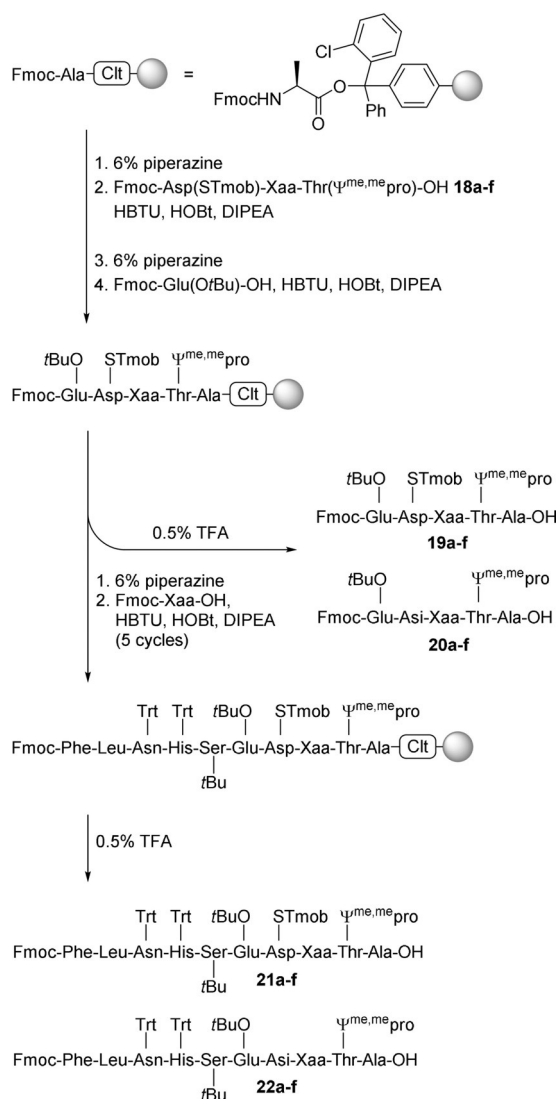 Fmoc-Ala-Clt =
Cl
FmocHN
O
O
Ph
1. 6% piperazine
2. Fmoc-Asp(STmob)-Xaa-Thr(Ψme,mepro)-OH 18a-f
HBTU, HOBt, DIPEA
3. 6% piperazine
4. Fmoc-Glu(OtBu)-OH, HBTU, HOBt, DIPEA
tBuO STmob Ψme,mepro
Fmoc-Glu-Asp-Xaa-Thr-Ala-Clt
0.5% TFA
tBuO STmob Ψme,mepro
Fmoc-Glu-Asp-Xaa-Thr-Ala-OH
19a-f
tBuO Ψme,mepro
Fmoc-Glu-Asi-Xaa-Thr-Ala-OH
20a-f
1. 6% piperazine
2. Fmoc-Xaa-OH,
HBTU, HOBt, DIPEA
(5 cycles)
Trt Trt tBuO STmob Ψme,mepro
Fmoc-Phe-Leu-Asn-His-Ser-Glu-Asp-Xaa-Thr-Ala-Clt
tBu
0.5% TFA
Trt Trt tBuO STmob Ψme,mepro
Fmoc-Phe-Leu-Asn-His-Ser-Glu-Asp-Xaa-Thr-Ala-OH
tBu
21a-f
Trt Trt tBuO Ψme,mepro
Fmoc-Phe-Leu-Asn-His-Ser-Glu-Asi-Xaa-Thr-Ala-OH
tBu
22a-f